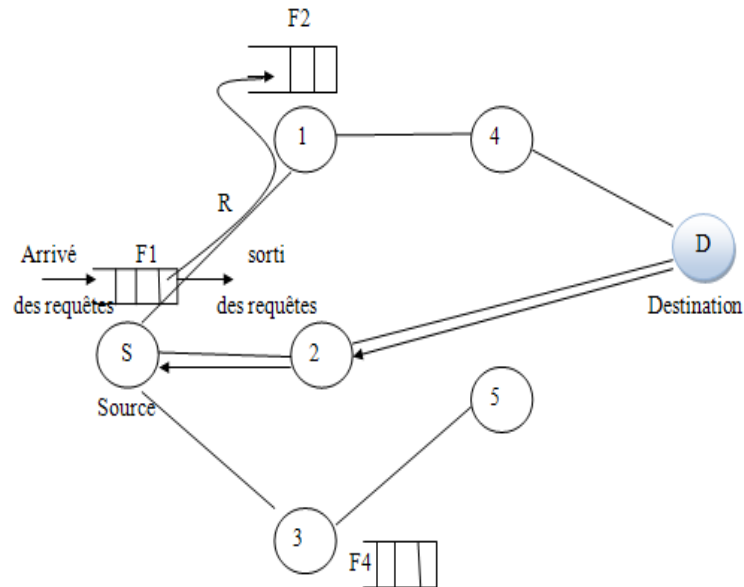 F2
1
4
R
D
Arrivé
F1
sorti
des requêtes
des requêtes
Destination
S
2
Source
5
3
F4